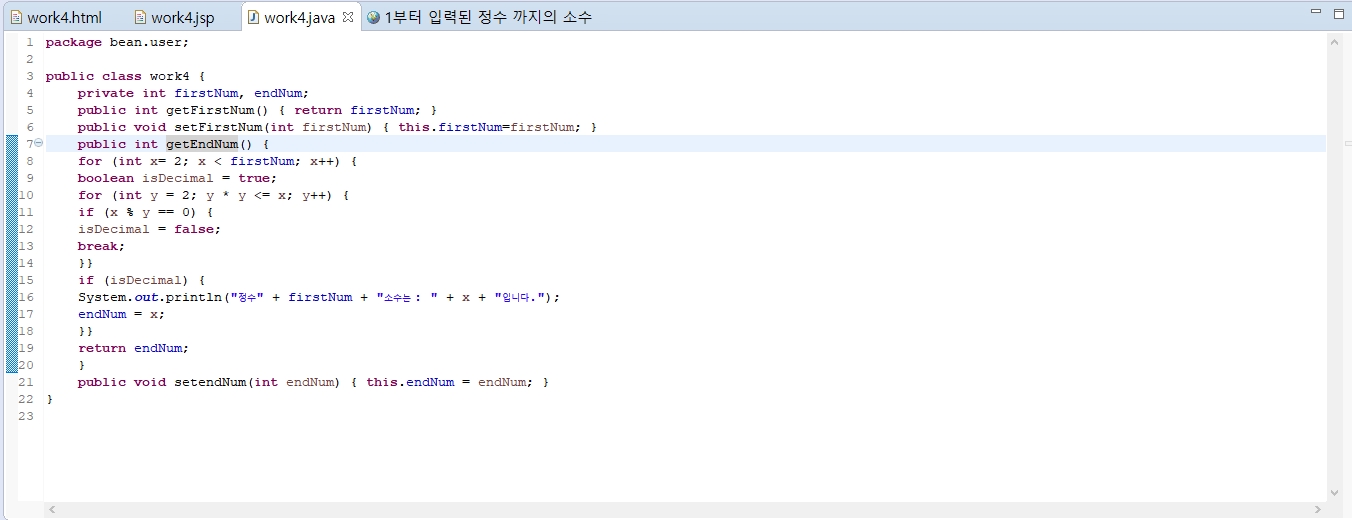 work4.html work4.jsp work4.java 1부터 입력된 정수 까지의 소수
1 package bean.user;
2
3 public class work4 {
4 private int firstNum, endNum;
5 public int getFirstNum() { return firstNum; }
6 public void setFirstNum(int firstNum) { this.firstNum=firstNum; }
7 public int getEndNum() {
8 for (int x= 2; x < firstNum; x++) {
9 boolean isDecimal = true;
10 for (int y = 2; y * y <= x; y++) {
11 if (x % y == 0) {
12 isDecimal = false;
13 break;
14 }}
15 if (isDecimal) {
16 System.out.println("정수" + firstNum + "소수는 : " + x + "입니다.");
17 endNum = x;
18 }}
19 return endNum;
20 }
21 public void setendNum(int endNum) { this.endNum = endNum; }
22 }
23